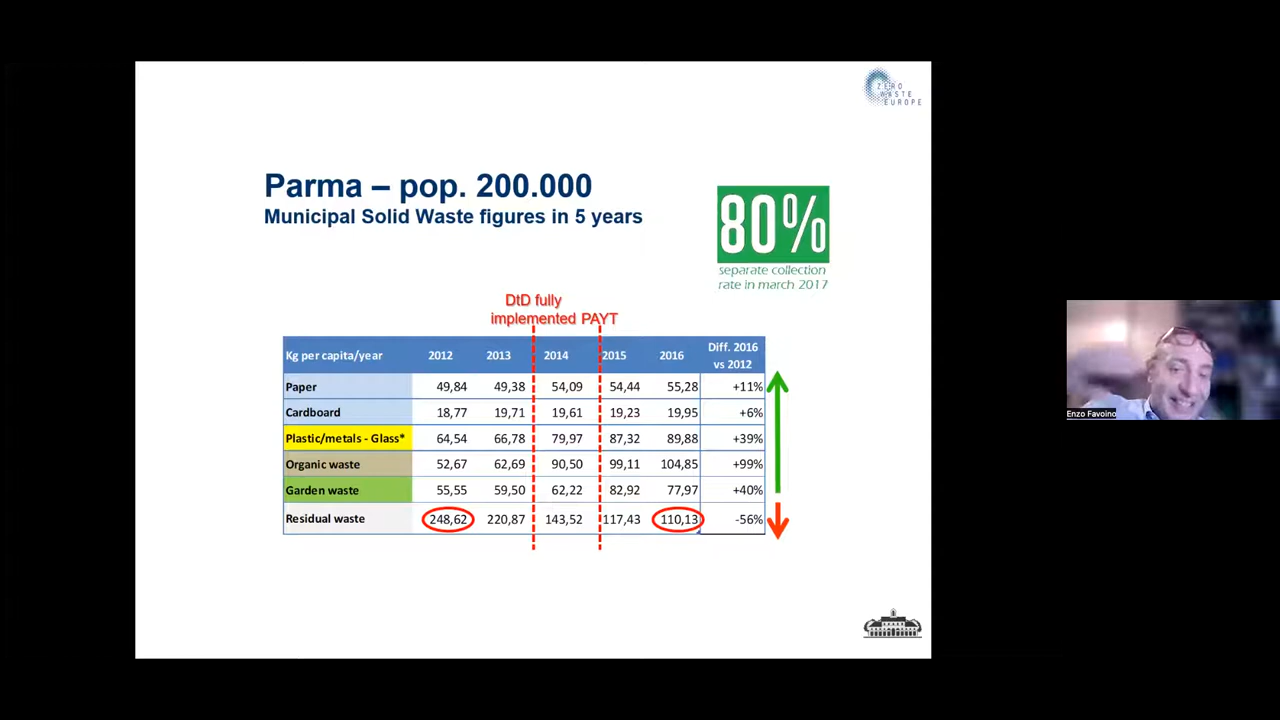 ZERO
WASTE
EUROPE
Parma – pop. 200.000
Municipal Solid Waste figures in 5 years
80%
separate collection
rate in march 2017
DtD fully
implemented PAYT
Kg per capita/year 2012 2013 2014 2015 2016 Diff. 2016 vs 2012
Paper 49,84 49,38 54,09 54,44 55,28 +11%
Cardboard 18,77 19,71 19,61 19,23 19,95 +6%
Plastic/metals - Glass* 64,54 66,78 79,97 87,32 89,88 +39%
Organic waste 52,67 62,69 90,50 99,11 104,85 +99%
Garden waste 55,55 59,50 62,22 82,92 77,97 +40%
Residual waste 248,62 220,87 143,52 117,43 110,13 -56%
Enzo Favoino